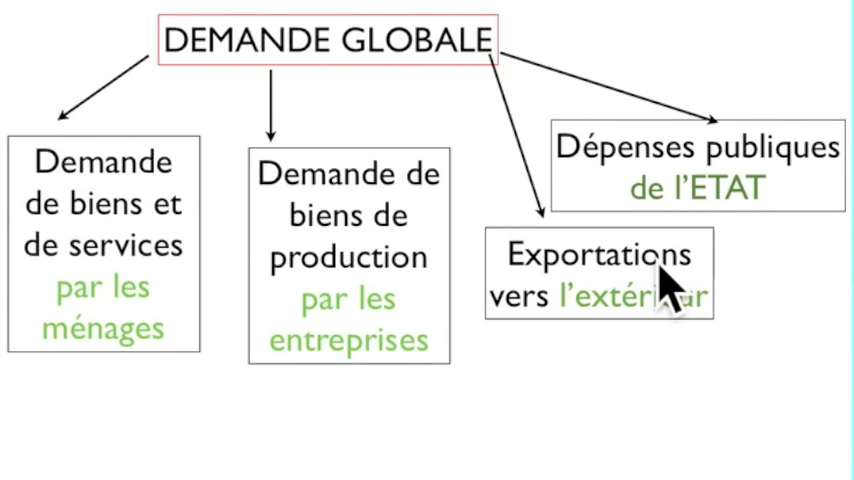 DEMANDE GLOBALE
Demande
de biens et
de services
par les
ménages
Demande de
biens de
production
par les
entreprises
Exportations
vers l'extérieur
Dépenses publiques
de l'ETAT